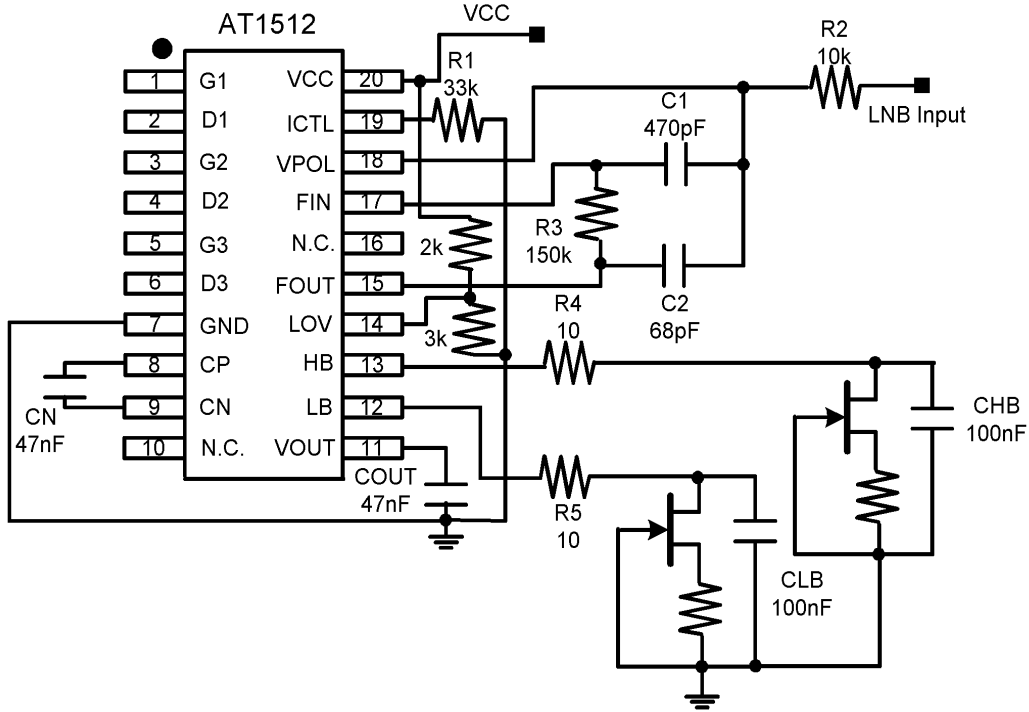 AT1512
VCC
1 G1 VCC 20
2 D1 ICTL 19
3 G2 VPOL 18
4 D2 FIN 17
5 G3 N.C. 16
6 D3 FOUT 15
7 GND LOV 14
8 CP HB 13
9 CN LB 12
10 N.C. VOUT 11
R1
33k
R2
10k
LNB Input
C1
470pF
R3
150k
2k
3k
C2
68pF
R4
10
CN
47nF
COUT
47nF
R5
10
CHB
100nF
CLB
100nF